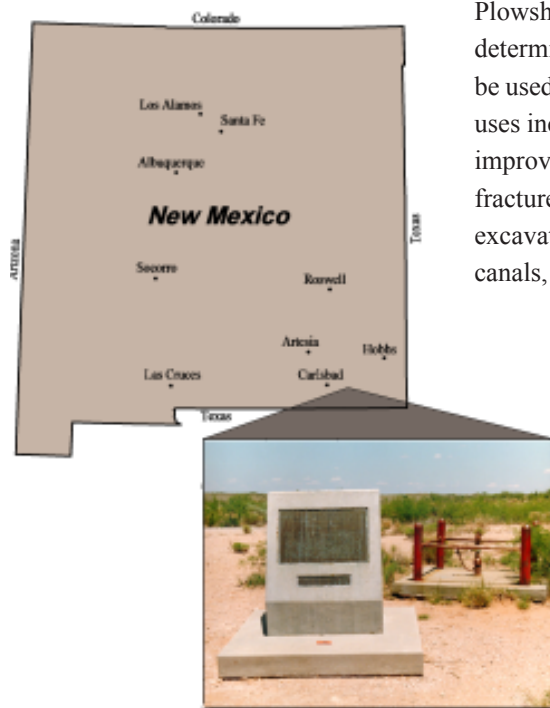 Plowsh
determi
be used
uses inc
improv
fracture
excavat
canals,
Colorado
Los Alamos
Santa Fe
Albuquerque
New Mexico
Arizona
Texas
Socorro
Roswell
Artesia
Hobbs
Las Cruces
Carlsbad
Texas